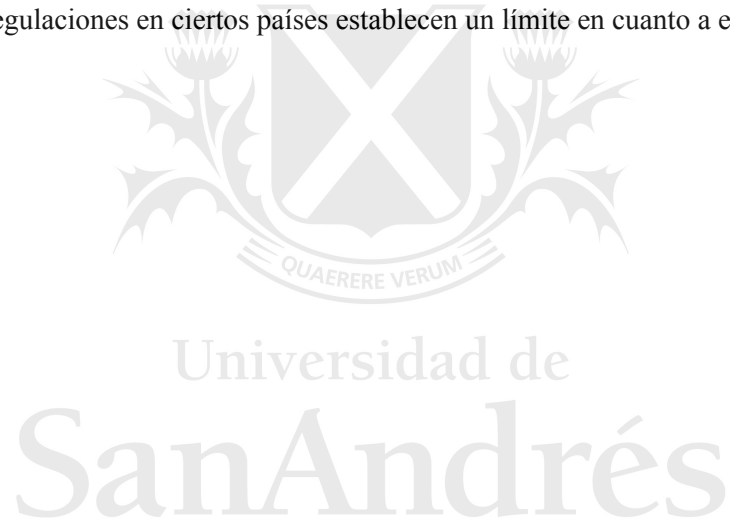 egulaciones en ciertos países establecen un límite en cuanto a e
QUAERERE VERUM
Universidad de
SanAndrés